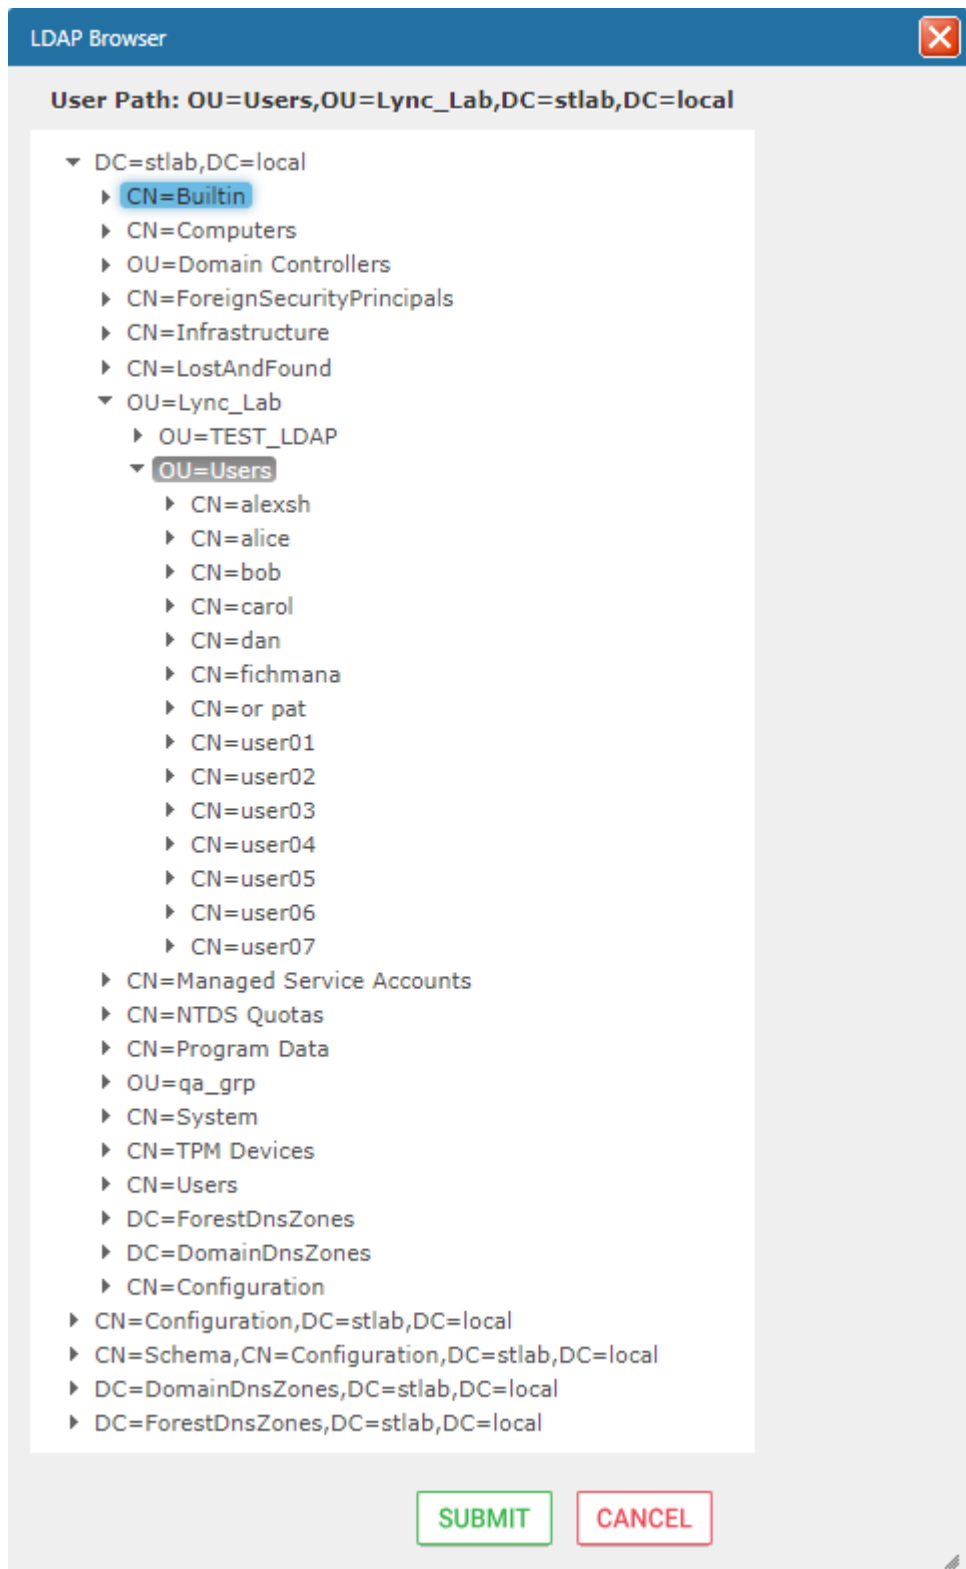 LDAP Browser
User Path: OU=Users,OU=Lync_Lab,DC=stlab,DC=local
DC=stlab,DC=local
CN=Builtin
CN=Computers
OU=Domain Controllers
CN=ForeignSecurityPrincipals
CN=Infrastructure
CN=LostAndFound
OU=Lync_Lab
OU=TEST_LDAP
OU=Users
CN=alexsh
CN=alice
CN=bob
CN=carol
CN=dan
CN=fichmana
CN=or pat
CN=user01
CN=user02
CN=user03
CN=user04
CN=user05
CN=user06
CN=user07
CN=Managed Service Accounts
CN=NTDS Quotas
CN=Program Data
OU=qa_grp
CN=System
CN=TPM Devices
CN=Users
DC=ForestDnsZones
DC=DomainDnsZones
CN=Configuration
CN=Configuration,DC=stlab,DC=local
CN=Schema,CN=Configuration,DC=stlab,DC=local
DC=DomainDnsZones,DC=stlab,DC=local
DC=ForestDnsZones,DC=stlab,DC=local
SUBMIT CANCEL